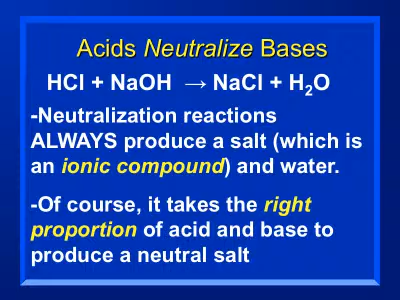 Acids Neutralize Bases
HCl + NaOH → NaCl + H₂O
-Neutralization reactions
ALWAYS produce a salt (which is
an ionic compound) and water.
-Of course, it takes the right
proportion of acid and base to
produce a neutral salt